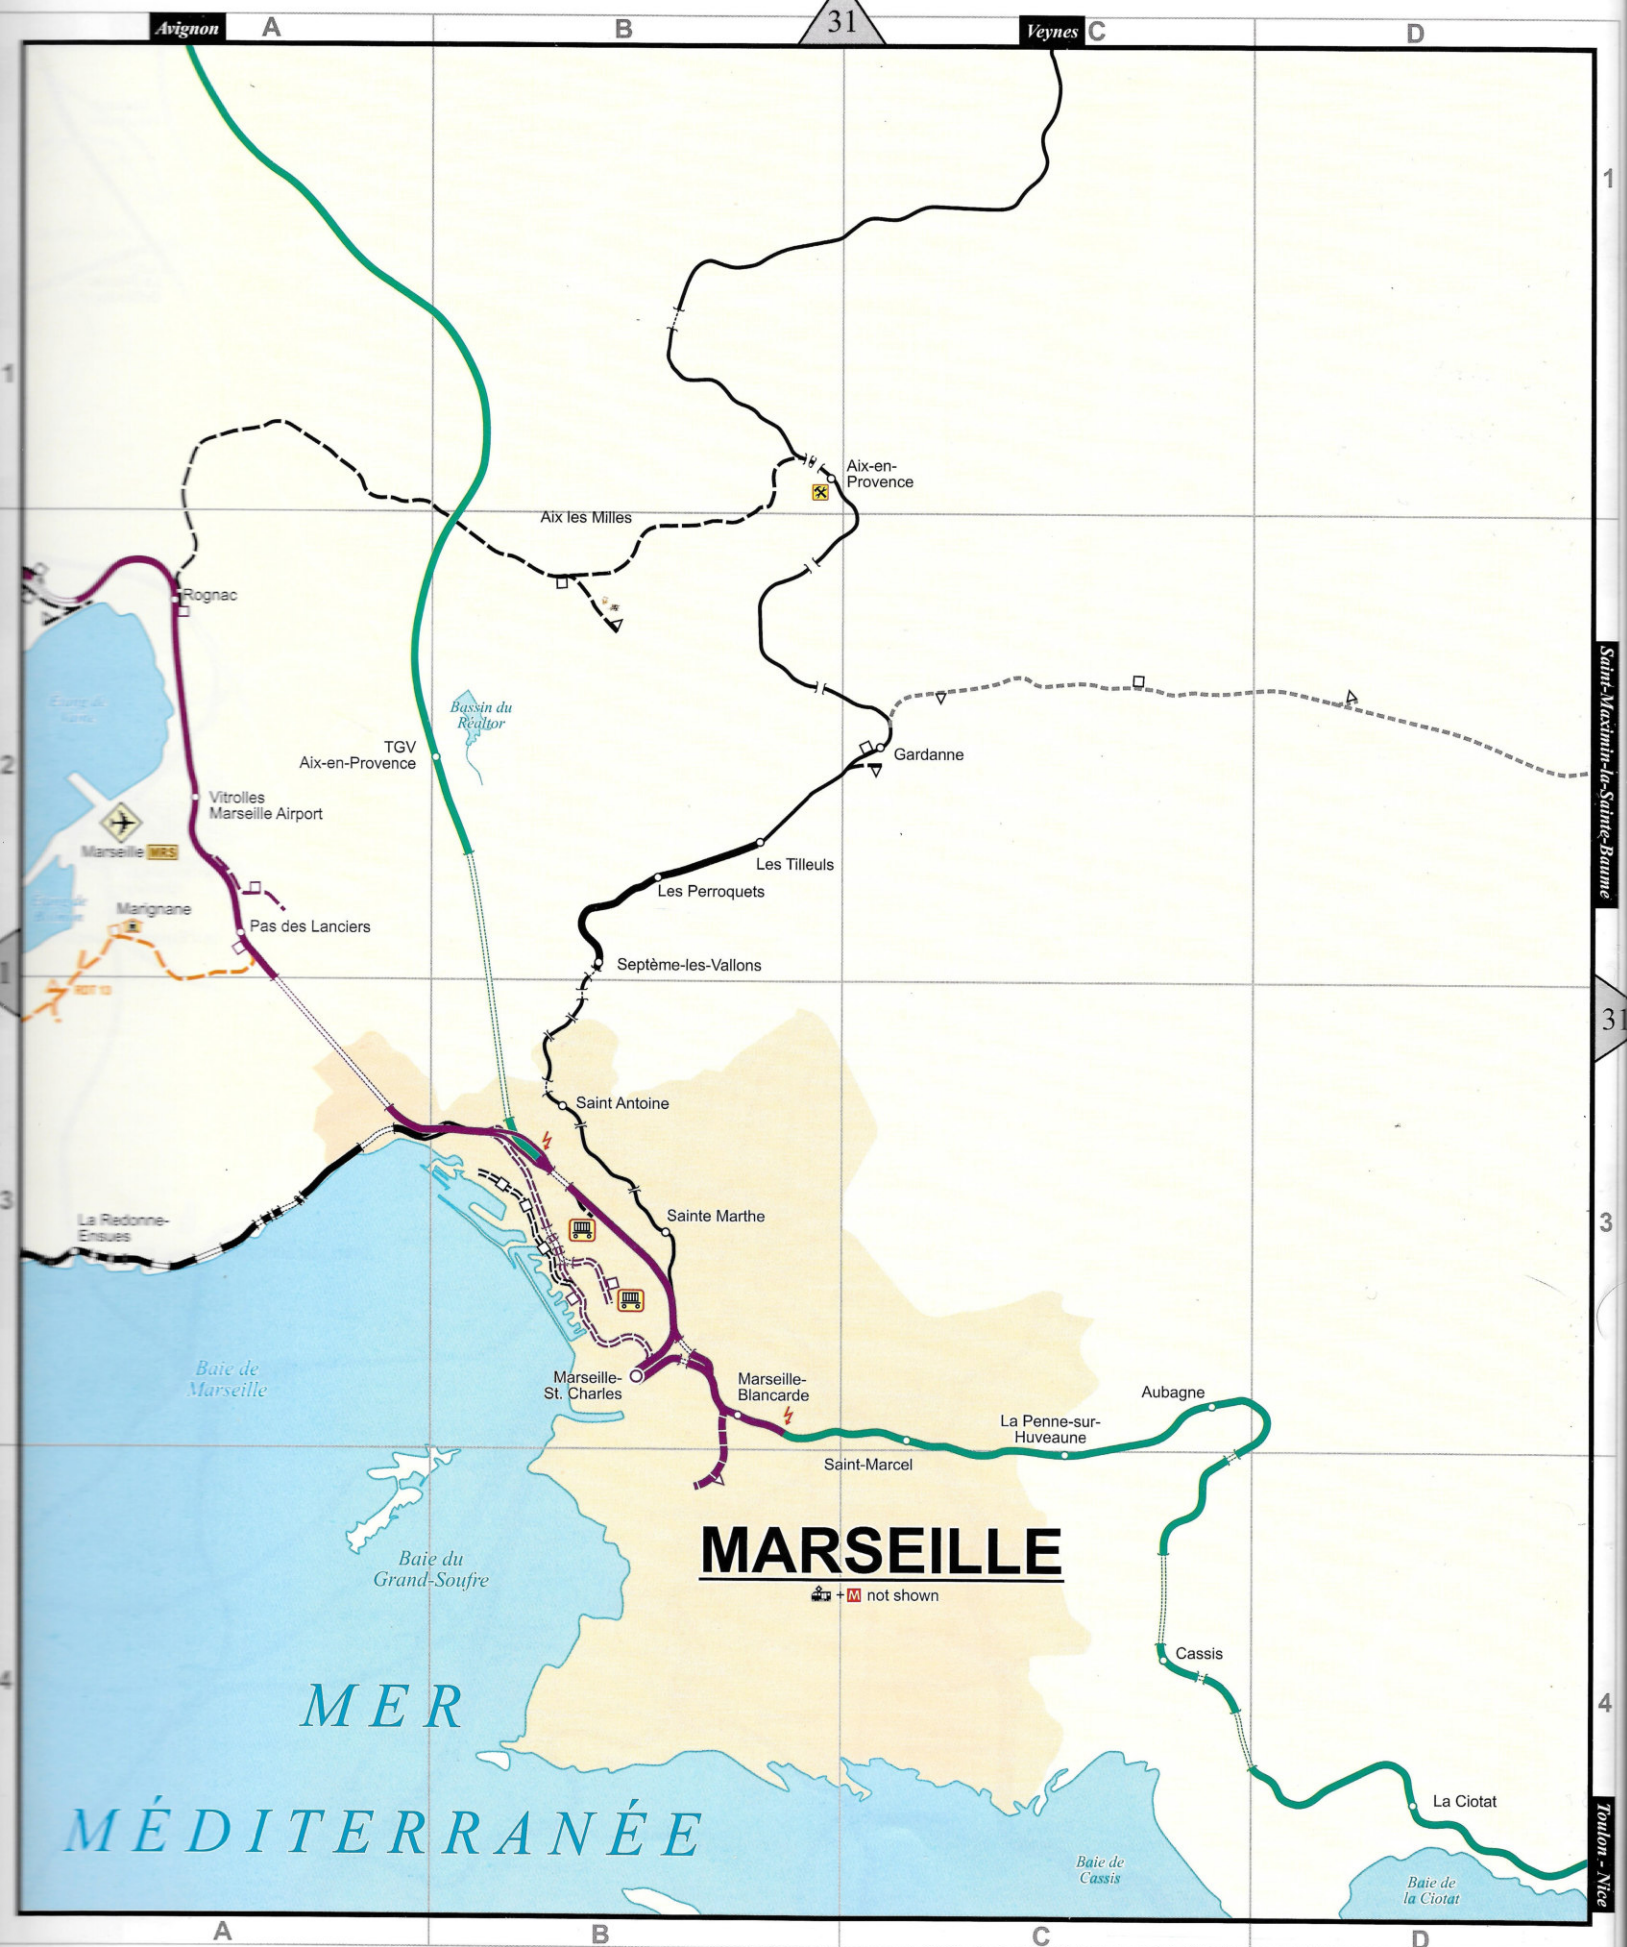 Avignon
A
B
31
Veynes
C
D
1
1
Aix-en-
Provence
Aix les Milles
Rognac
Bassin du
Réaltor
TGV
Aix-en-Provence
Gardanne
Saint-Maximin-la-Sainte-Baume
2
2
Vitrolles
Marseille Airport
Marseille MRS
Les Tilleuls
Les Perroquets
Marignane
Pas des Lanciers
Septème-les-Vallons
RDT 13
1
31
Saint Antoine
3
3
La Redonne-
Ensues
Sainte Marthe
Baie de
Marseille
Marseille-
St. Charles
Marseille-
Blancarde
Aubagne
La Penne-sur-
Huveaune
Saint-Marcel
MARSEILLE
+ M not shown
Baie du
Grand-Soufre
Cassis
4
4
MER
MÉDITERRANÉE
La Ciotat
Toulon - Nice
Baie de
Cassis
Baie de
la Ciotat
A
B
C
D